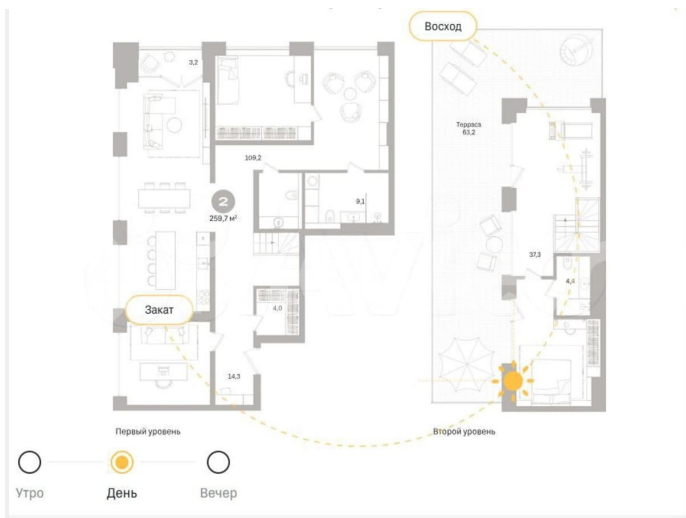 Восход
3,2
Терраса
63,2
109,2
2
259,7 м²
9,1
37,3
4,4
Закат
4,0
14,3
Первый уровень
Второй уровень
Утро
День
Вечер